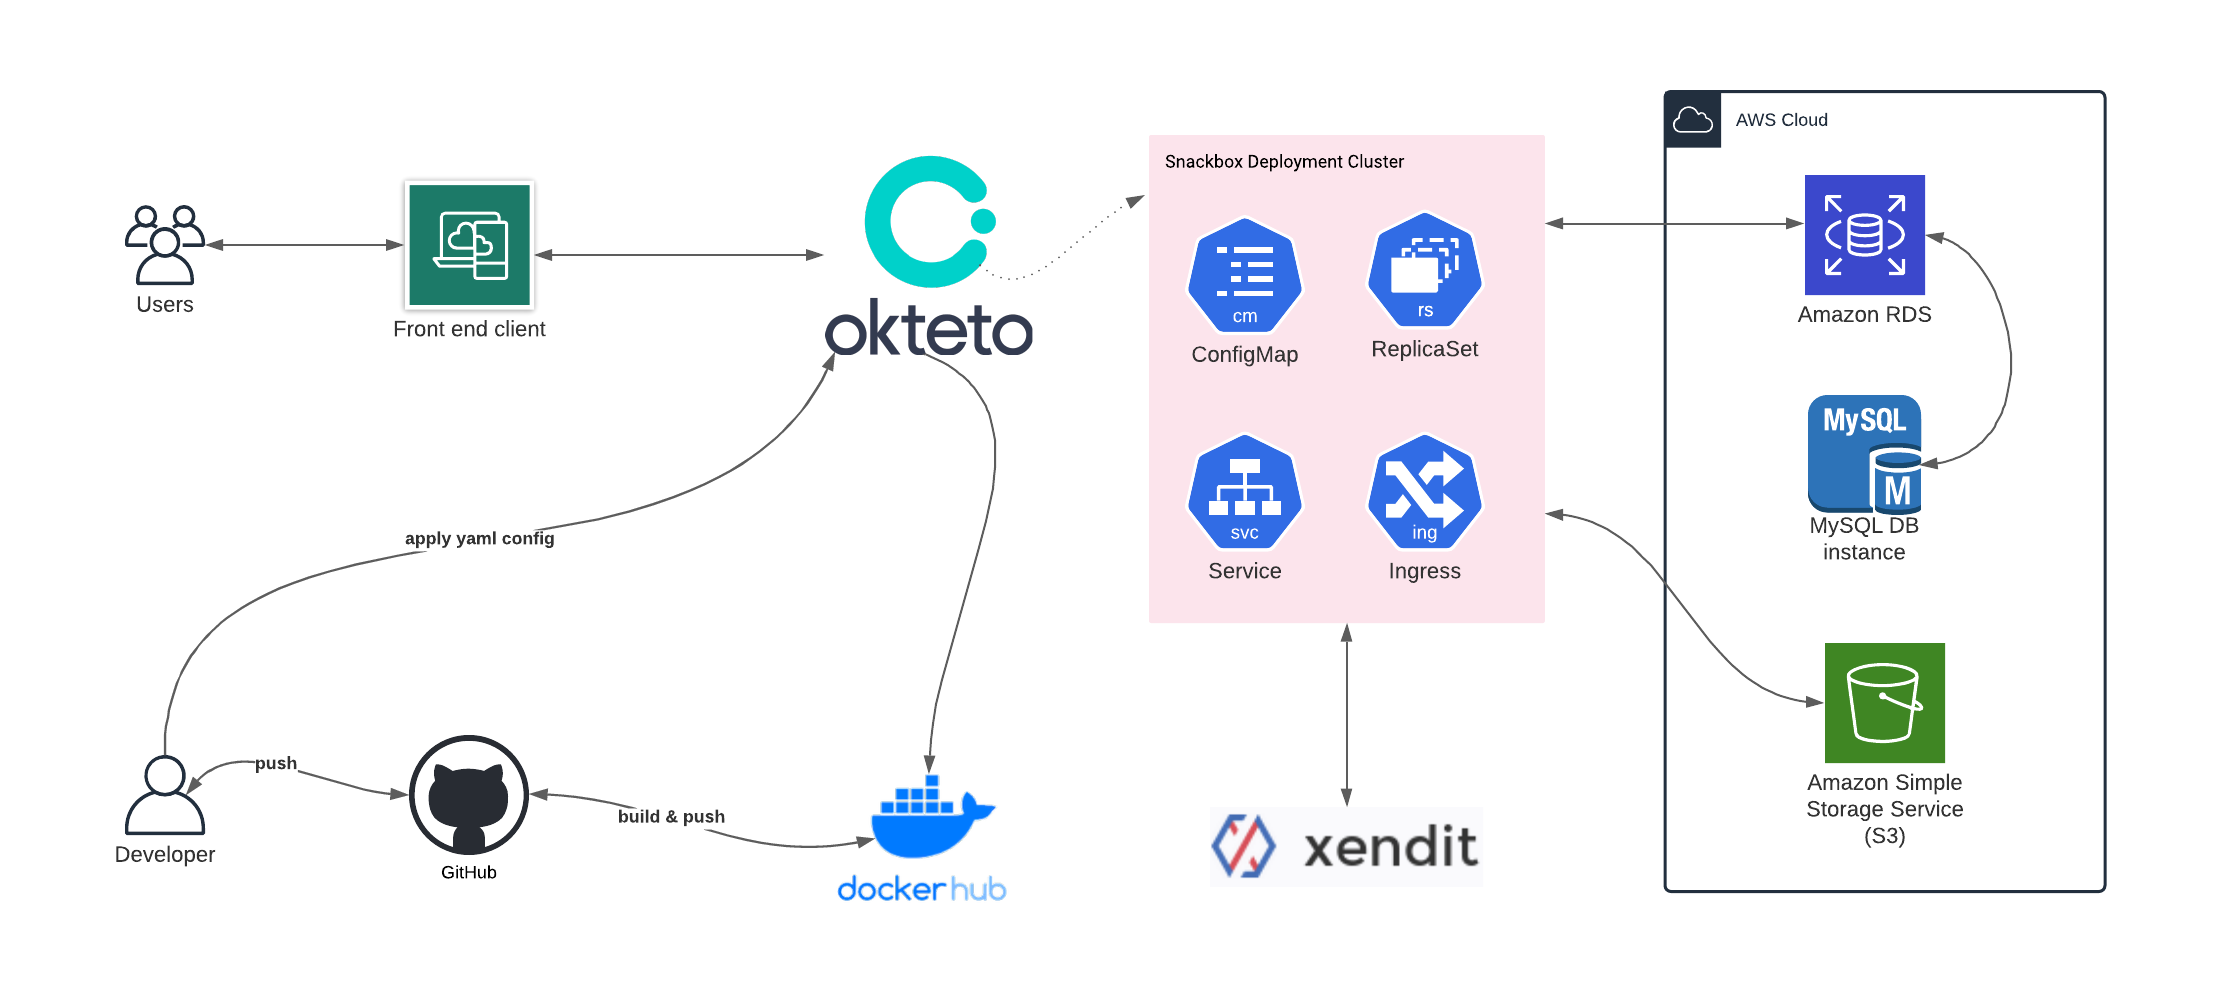 AWS Cloud
Snackbox Deployment Cluster
Users
Front end client
okteto
cm
ConfigMap
rs
ReplicaSet
Amazon RDS
MySQL
M
MySQL DB
instance
svc
Service
ing
Ingress
apply yaml config
push
Developer
GitHub
build & push
dockerhub
xendit
Amazon Simple
Storage Service
(S3)